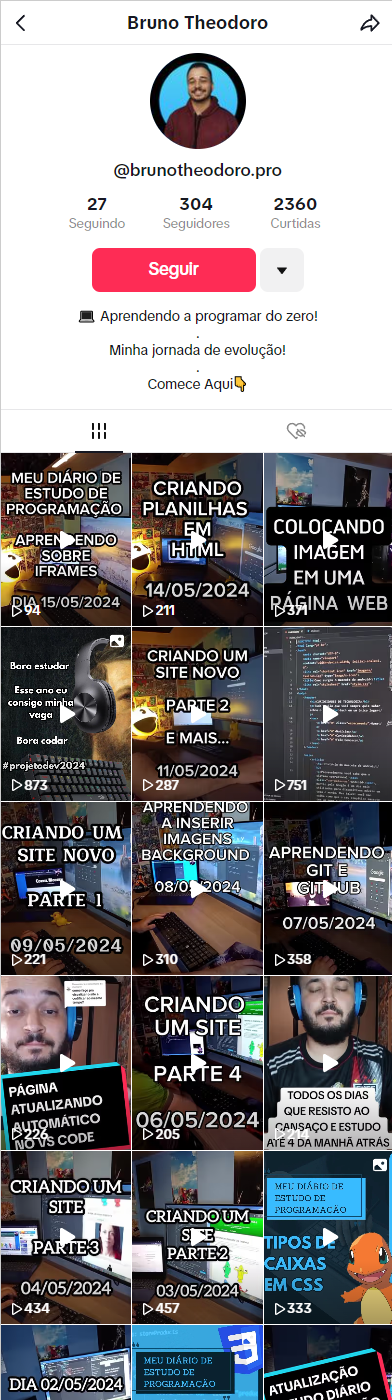 Bruno Theodoro
@brunotheodoro.pro
27
304
2360
Seguindo
Seguidores
Curtidas
Seguir
Aprendendo a programar do zero!
.
Minha jornada de evolução!
.
Comece Aqui
MEU DIÁRIO DE
ESTUDO DE
PROGRAMAÇÃO
APRENDENDO
SOBRE
IFRAMES
DIA 15/05/2024
94
CRIANDO
PLANILHAS
EM
HTML
14/05/2024
211
COLOCANDO
IMAGEM
EM UMA
PÁGINA WEB
371
Bora estudar
Esse ano eu
consigo minha
vaga
Bora codar
#projetodev2024
873
CRIANDO UM
SITE NOVO
PARTE 2
E MAIS...
11/05/2024
287
751
CRIANDO UM
SITE NOVO
PARTE 1
09/05/2024
221
APRENDENDO
A INSERIR
IMAGENS
BACKGROUND
08/05/2024
310
APRENDENDO
GIT E
GITHUB
07/05/2024
358
PÁGINA
ATUALIZANDO
AUTOMÁTICO
NO VS CODE
CRIANDO
UM SITE
PARTE 4
06/05/2024
205
TODOS OS DIAS
QUE RESISTO AO
CANSAÇO E ESTUDO
ATÉ 4 DA MANHÃ ATRÁS
CRIANDO UM
SITE
PARTE 3
04/05/2024
434
CRIANDO UM
SITE
PARTE 2
03/05/2024
457
MEU DIÁRIO DE
ESTUDO DE
PROGRAMAÇÃO
TIPOS DE
CAIXAS
EM CSS
333
DIA 02/05/2024
MEU DIÁRIO DE
ESTUDO DE
PROGRAMAÇÃO
ATUALIZAÇÃO